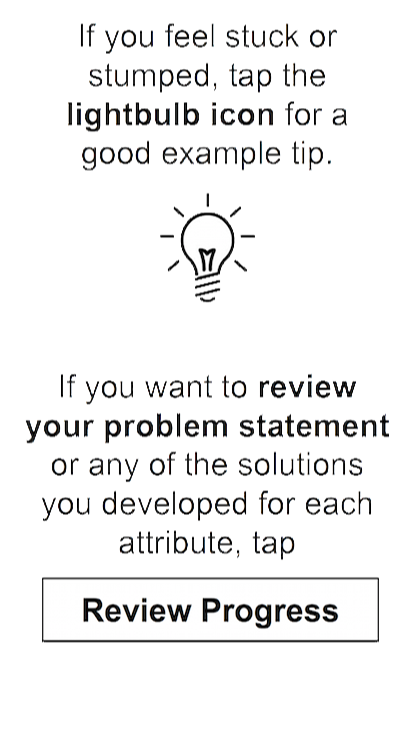 If you feel stuck or
stumped, tap the
lightbulb icon for a
good example tip.
If you want to review
your problem statement
or any of the solutions
you developed for each
attribute, tap
Review Progress